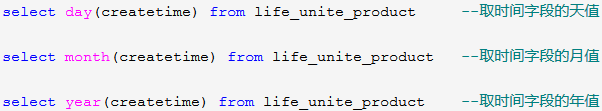 select day(createtime) from life_unite_product --取时间字段的天值
select month(createtime) from life_unite_product --取时间字段的月值
select year(createtime) from life_unite_product --取时间字段的年值